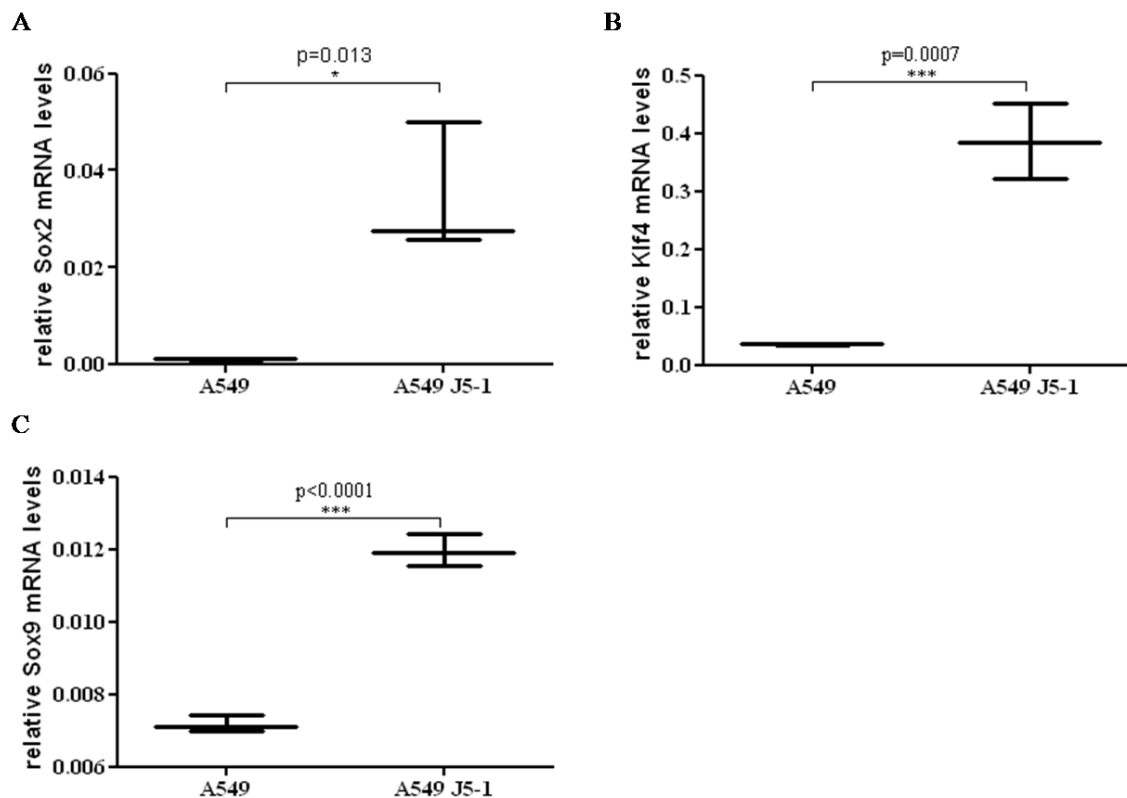 A
p=0.013
*
0.06
0.04
0.02
0.00
relative Sox2 mRNA levels
A549
A549 J5-1
B
p=0.0007
***
0.5
0.4
0.3
0.2
0.1
0.0
relative Klf4 mRNA levels
A549
A549 J5-1
C
p<0.0001
***
0.014
0.012
0.010
0.008
0.006
relative Sox9 mRNA levels
A549
A549 J5-1